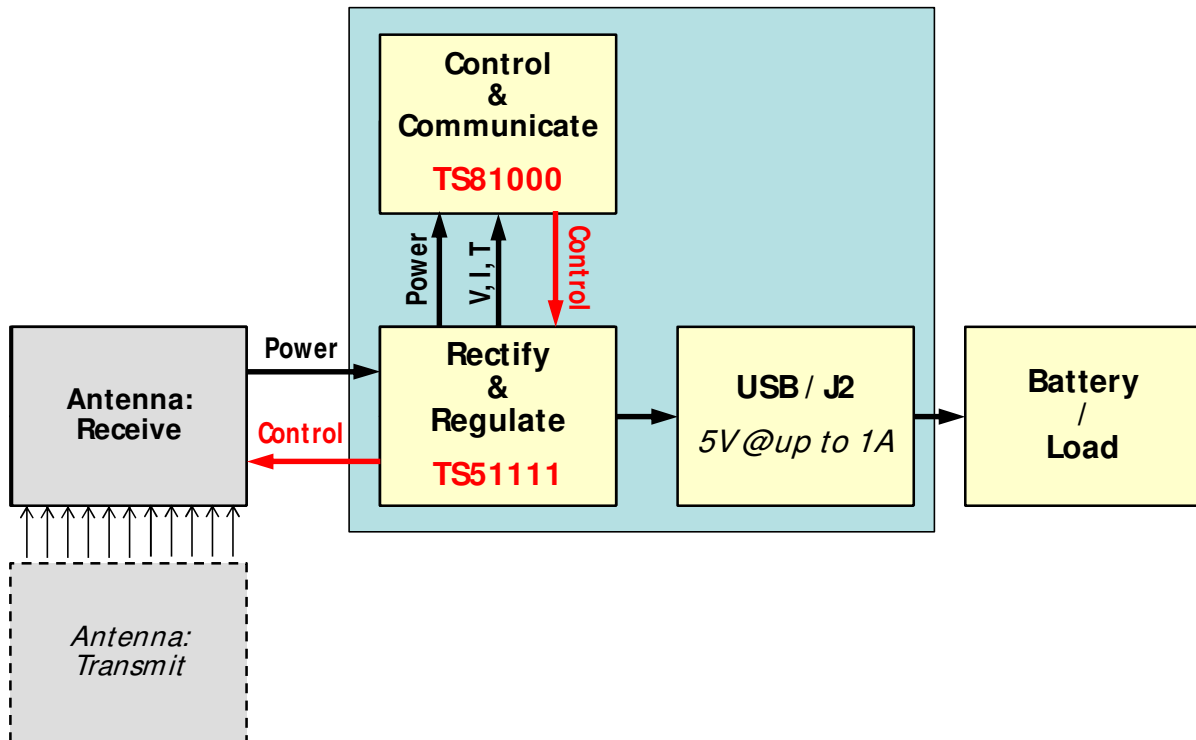 Control
&
Communicate
TS81000
Power
V, I, T
Control
Antenna:
Receive
Power
Control
Rectify
&
Regulate
TS51111
USB / J2
5V @up to 1A
Battery
/
Load
Antenna:
Transmit